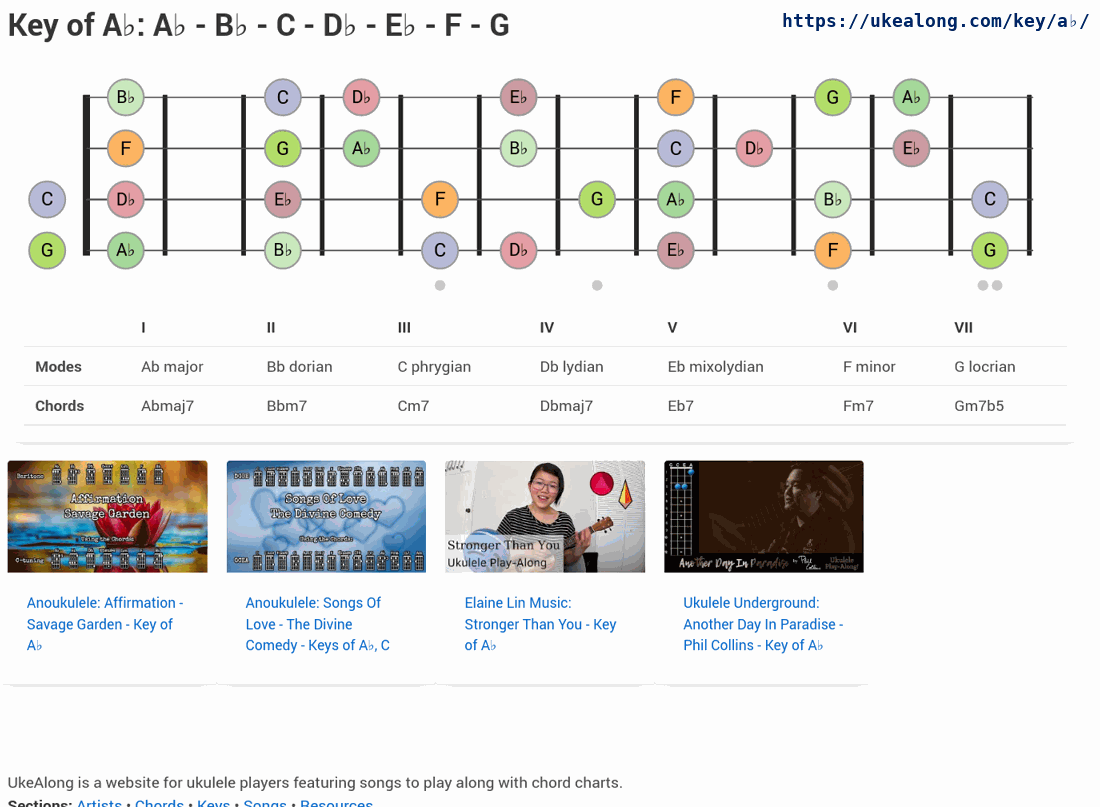 Key of A♭: A♭ - B♭ - C - D♭ - E♭ - F - G
https://ukealong.com/key/a♭/
B♭ C D♭ E♭ F G A♭
F G A♭ B♭ C D♭ E♭
C D♭ E♭ F G A♭ B♭ C
G A♭ B♭ C D♭ E♭ F G
I II III IV V VI VII
Modes Ab major Bb dorian C phrygian Db lydian Eb mixolydian F minor G locrian
Chords Abmaj7 Bbm7 Cm7 Dbmaj7 Eb7 Fm7 Gm7b5
Baritone
Affirmation
Savage Garden
Using the Chords:
C-tuning
DGBE
Songs Of Love
The Divine Comedy
Using the Chords:
GCEA
Stronger Than You
Ukulele Play-Along
G C E A
Another Day In Paradise by Phil Collins
Ukulele
Play-Along!
Anoukulele: Affirmation -
Savage Garden - Key of
A♭
Anoukulele: Songs Of
Love - The Divine
Comedy - Keys of A♭, C
Elaine Lin Music:
Stronger Than You - Key
of A♭
Ukulele Underground:
Another Day In Paradise -
Phil Collins - Key of A♭
UkeAlong is a website for ukulele players featuring songs to play along with chord charts.
Sections: Artists • Chords • Keys • Songs • Resources